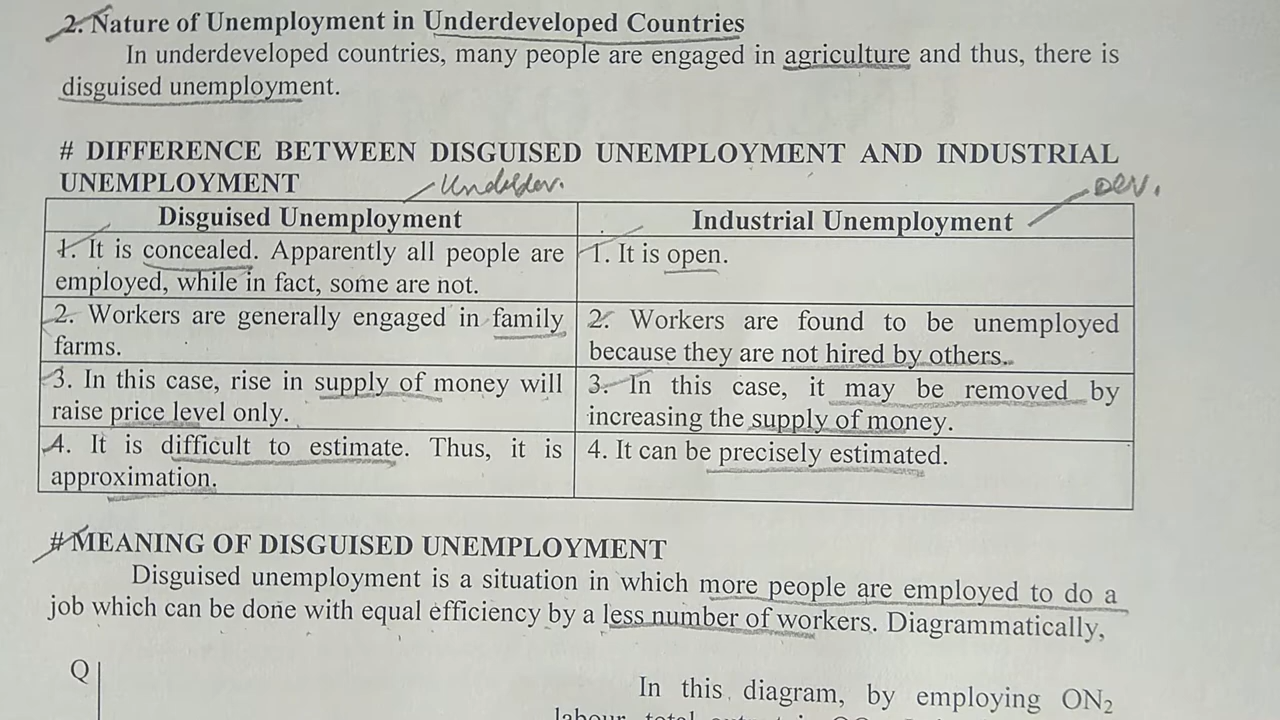 2. Nature of Unemployment in Underdeveloped Countries
In underdeveloped countries, many people are engaged in agriculture and thus, there is
disguised unemployment.
# DIFFERENCE BETWEEN DISGUISED UNEMPLOYMENT AND INDUSTRIAL
UNEMPLOYMENT
Dev.
Disguised Unemployment
Industrial Unemployment
1. It is concealed. Apparently all people are
employed, while in fact, some are not.
1. It is open.
2. Workers are generally engaged in family
farms.
2. Workers are found to be unemployed
because they are not hired by others.
3. In this case, rise in supply of money will
raise price level only.
3. In this case, it may be removed by
increasing the supply of money.
4. It is difficult to estimate. Thus, it is
approximation.
4. It can be precisely estimated.
# MEANING OF DISGUISED UNEMPLOYMENT
Disguised unemployment is a situation in which more people are employed to do a
job which can be done with equal efficiency by a less number of workers. Diagrammatically,
Q
In this diagram, by employing ON₂
labour, total output is